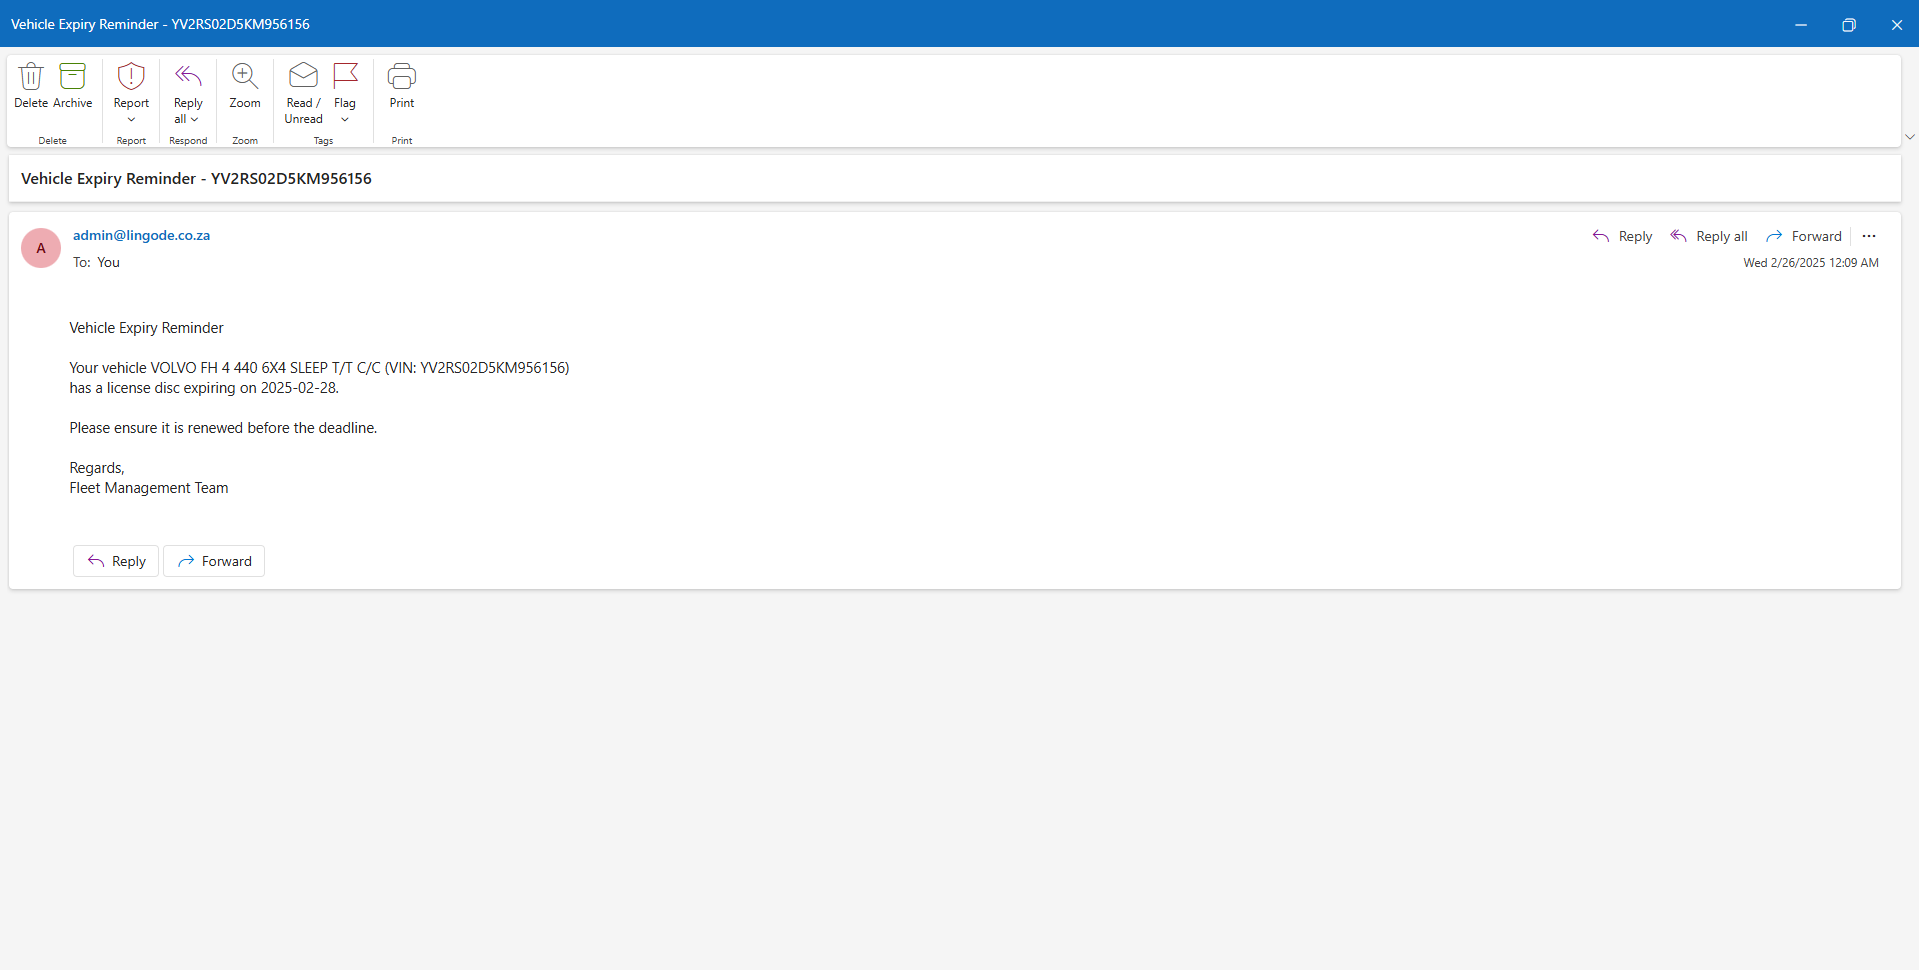 Vehicle Expiry Reminder - YV2RS02D5KM956156
Delete
Archive
Report
Reply all
Zoom
Read / Unread
Flag
Print
Delete
Report
Respond
Zoom
Tags
Print
Vehicle Expiry Reminder - YV2RS02D5KM956156
A
admin@lingode.co.za
To: You
Reply
Reply all
Forward
Wed 2/26/2025 12:09 AM
Vehicle Expiry Reminder
Your vehicle VOLVO FH 4 440 6X4 SLEEP T/T C/C (VIN: YV2RS02D5KM956156)
has a license disc expiring on 2025-02-28.
Please ensure it is renewed before the deadline.
Regards,
Fleet Management Team
Reply
Forward